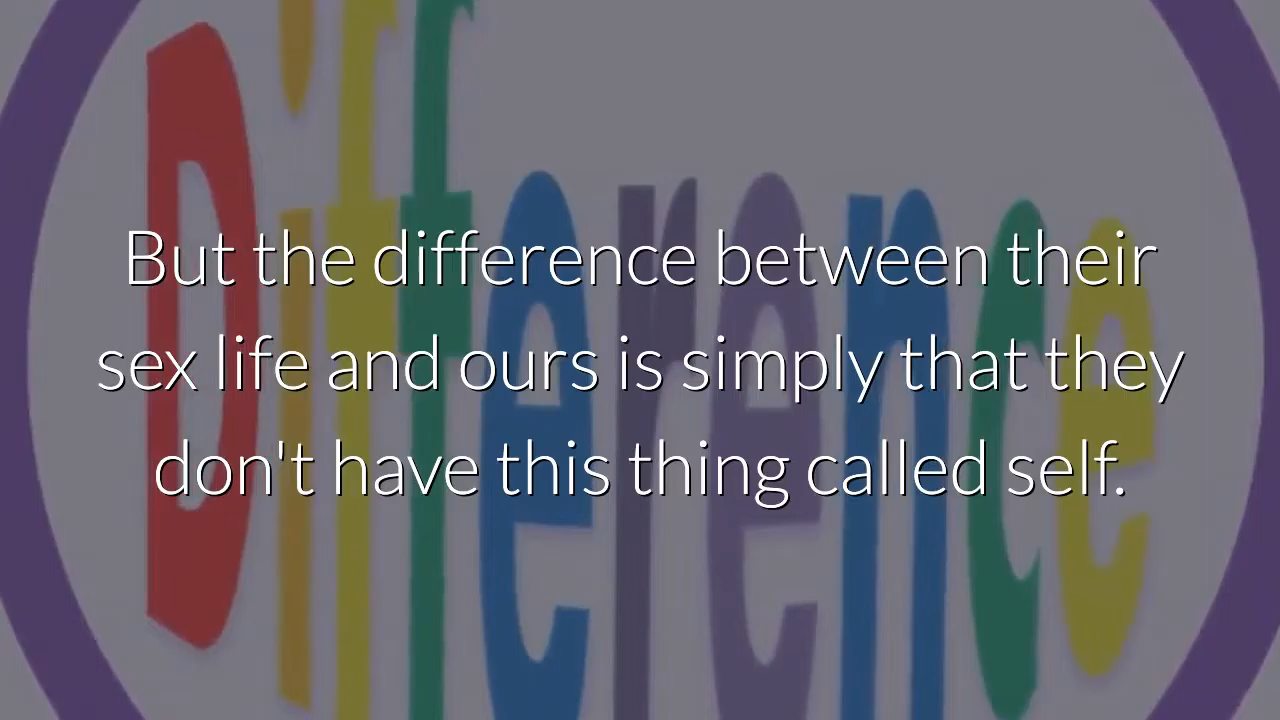 Difference
But the difference between their
sex life and ours is simply that they
don't have this thing called self.